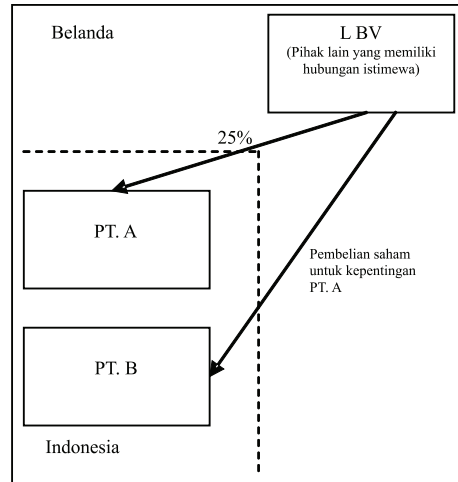 Belanda
L BV
(Pihak lain yang memiliki
hubungan istimewa)
25%
PT. A
Pembelian saham
untuk kepentingan
PT. A
PT. B
Indonesia